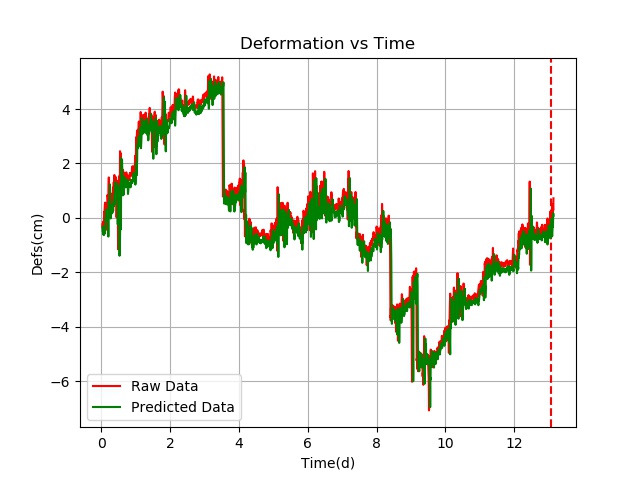 Deformation vs Time
Defs(cm)
4
2
0
−2
−4
−6
Raw Data
Predicted Data
0 2 4 6 8 10 12
Time(d)